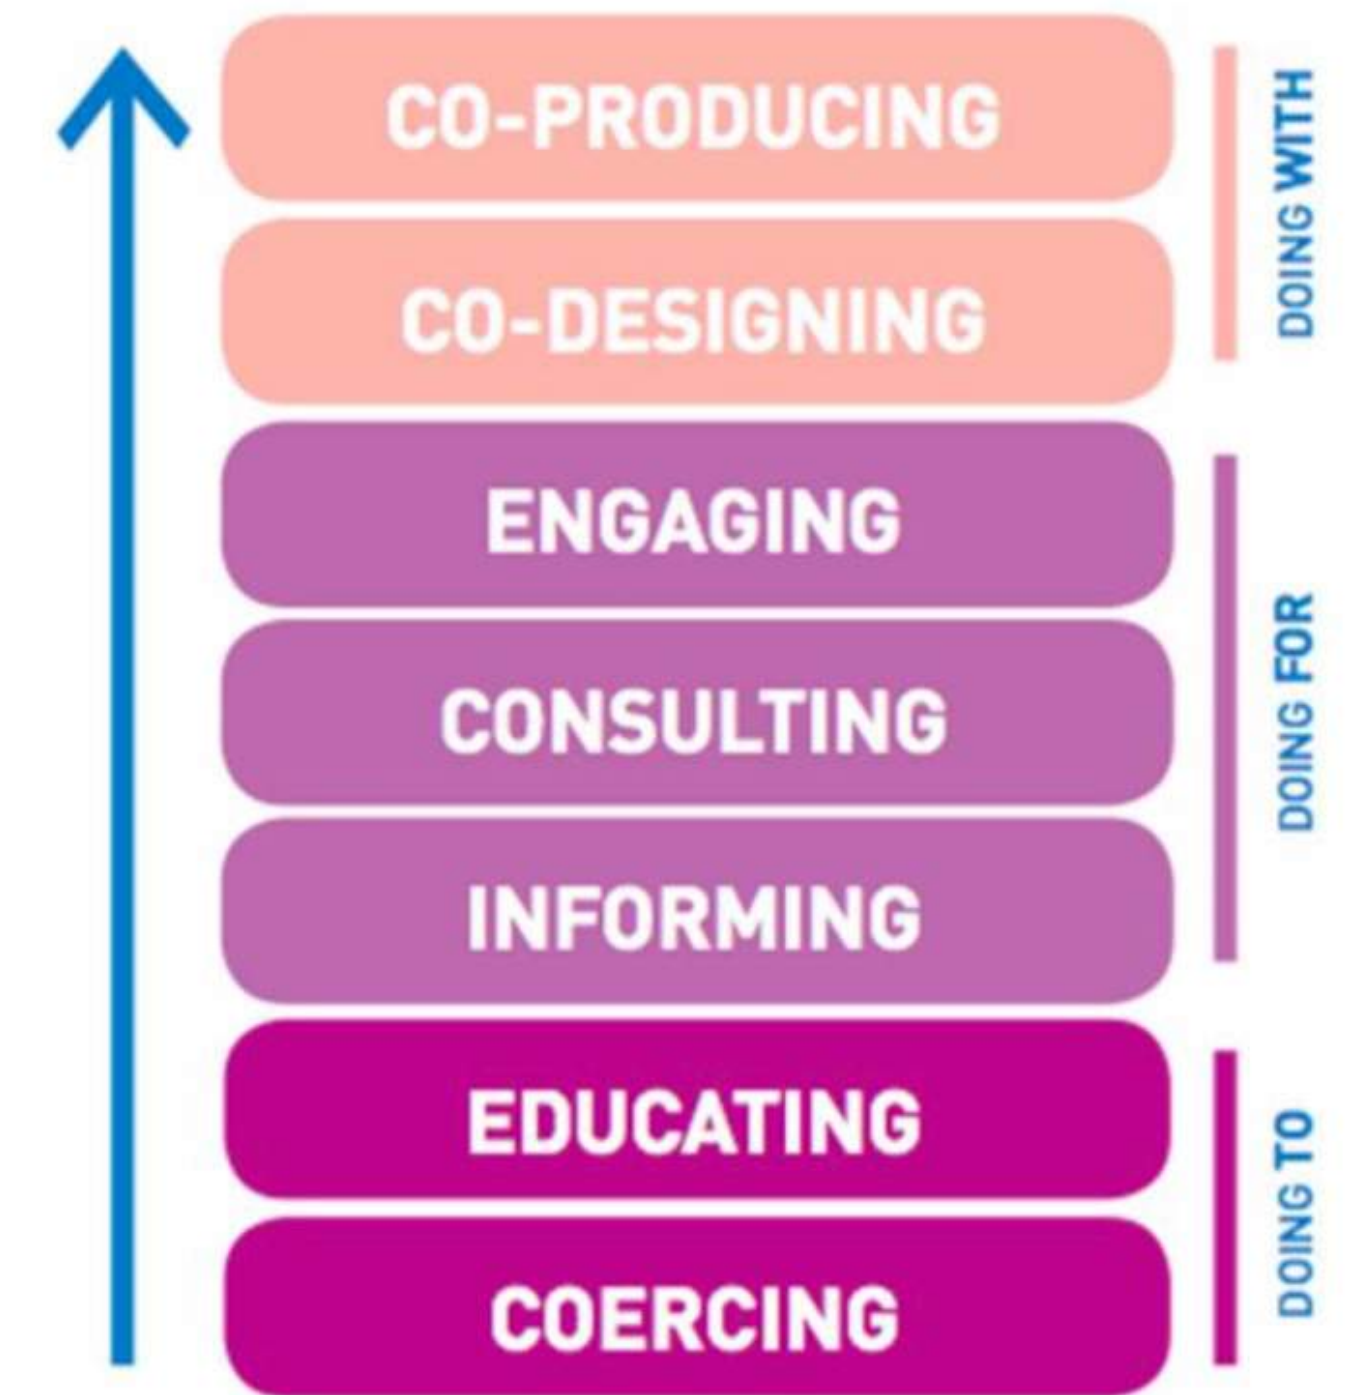 CO-PRODUCING
CO-DESIGNING
DOING WITH
ENGAGING
CONSULTING
INFORMING
DOING FOR
EDUCATING
COERCING
DOING TO